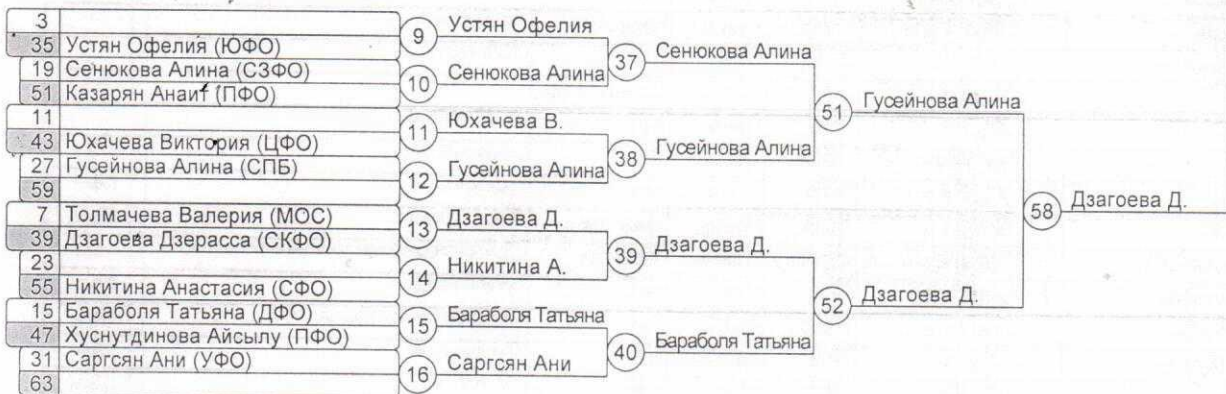 3
35 Устян Офелия (ЮФО)
19 Сенюкова Алина (СЗФО)
51 Казарян Анаит (ПФО)
11
43 Юхачева Виктория (ЦФО)
27 Гусейнова Алина (СПБ)
59
7 Толмачева Валерия (МОС)
39 Дзагоева Дзерасса (СКФО)
23
55 Никитина Анастасия (СФО)
15 Бараболя Татьяна (ДФО)
47 Хуснутдинова Айсылу (ПФО)
31 Саргсян Ани (УФО)
63
9 Устян Офелия
10 Сенюкова Алина
11 Юхачева В.
12 Гусейнова Алина
13 Дзагоева Д.
14 Никитина А.
15 Бараболя Татьяна
16 Саргсян Ани
37 Сенюкова Алина
38 Гусейнова Алина
39 Дзагоева Д.
40 Бараболя Татьяна
51 Гусейнова Алина
52 Дзагоева Д.
58 Дзагоева Д.